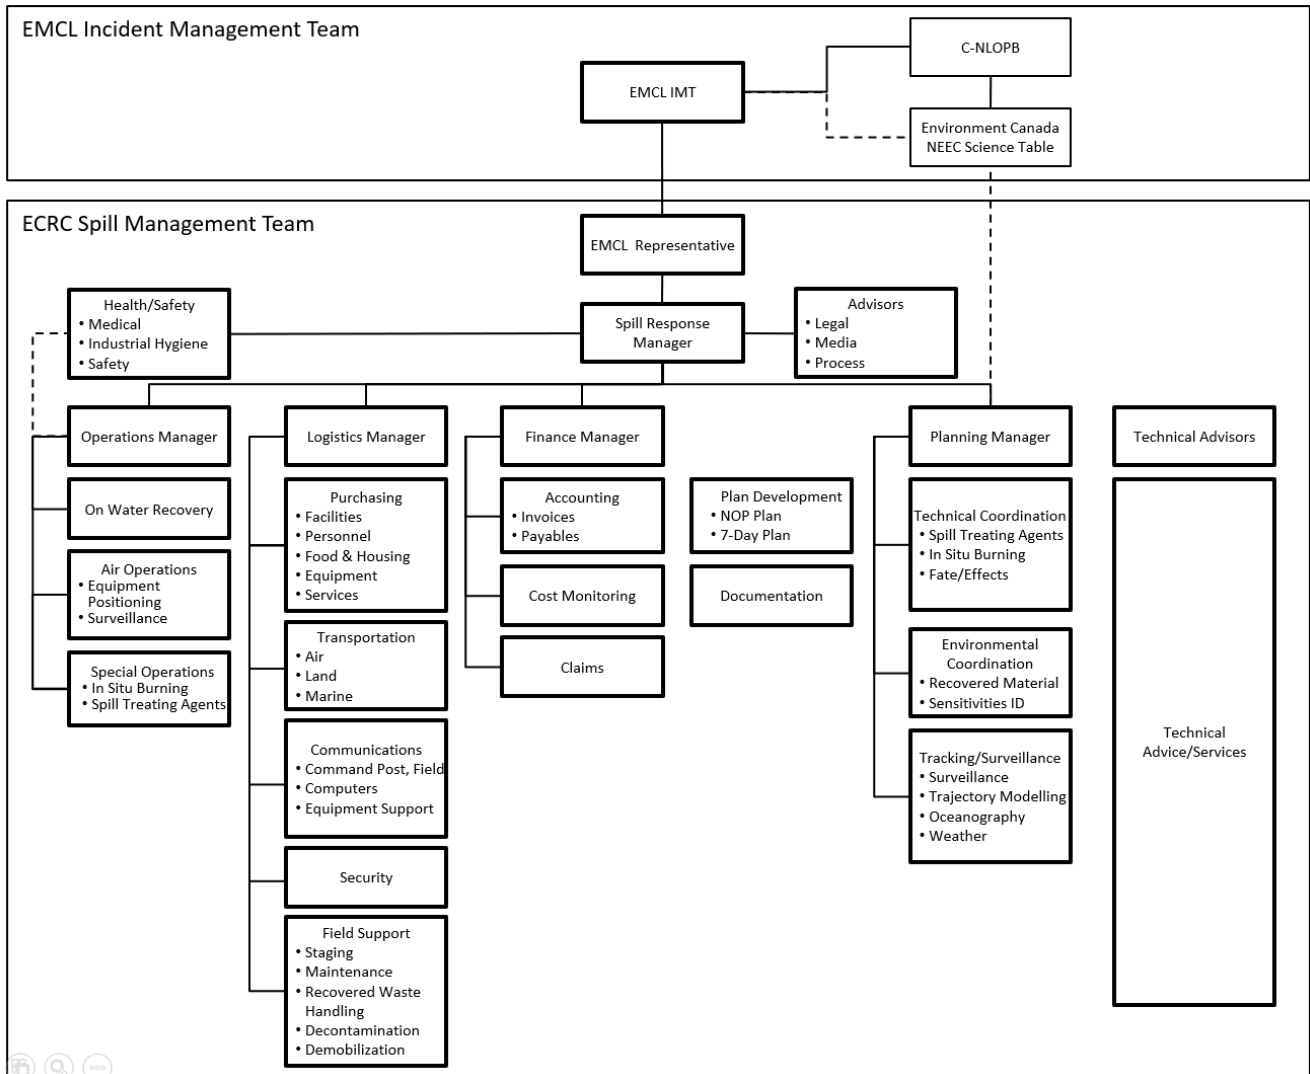 EMCL Incident Management Team
C-NLOPB
EMCL IMT
Environment Canada
NEEC Science Table
ECRC Spill Management Team
EMCL Representative
Health/Safety
• Medical
• Industrial Hygiene
• Safety
Spill Response
Manager
Advisors
• Legal
• Media
• Process
Operations Manager
Logistics Manager
Finance Manager
Planning Manager
Technical Advisors
On Water Recovery
Air Operations
• Equipment
Positioning
• Surveillance
Special Operations
• In Situ Burning
• Spill Treating Agents
Purchasing
• Facilities
• Personnel
• Food & Housing
• Equipment
• Services
Transportation
• Air
• Land
• Marine
Communications
• Command Post, Field
• Computers
• Equipment Support
Security
Field Support
• Staging
• Maintenance
• Recovered Waste
Handling
• Decontamination
• Demobilization
Accounting
• Invoices
• Payables
Cost Monitoring
Claims
Plan Development
• NOP Plan
• 7-Day Plan
Documentation
Technical Coordination
• Spill Treating Agents
• In Situ Burning
• Fate/Effects
Environmental
Coordination
• Recovered Material
• Sensitivities ID
Tracking/Surveillance
• Surveillance
• Trajectory Modelling
• Oceanography
• Weather
Technical
Advice/Services